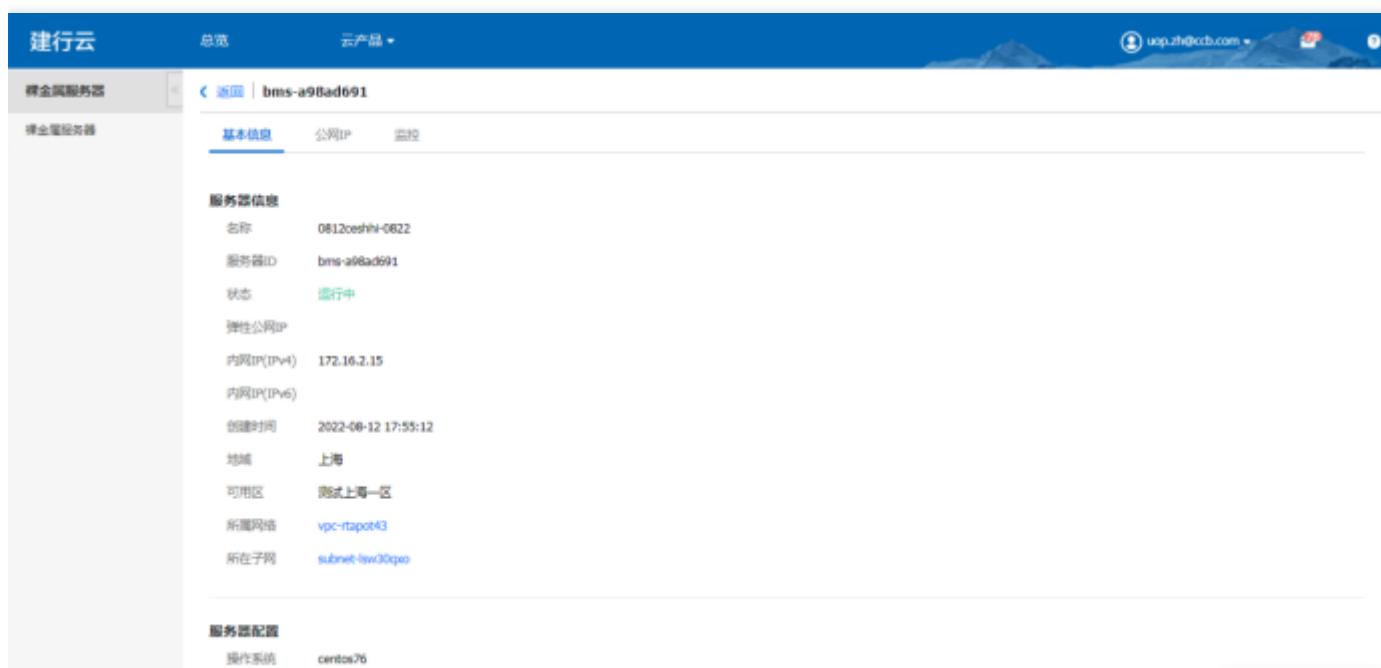 建行云 总览 云产品 uop.zh@ccb.com
裸金属服务器 返回 bms-a98ad691
裸金属服务器 基本信息 公网IP 监控
服务器信息
名称 0812ceshhi-0822
服务器ID bms-a98ad691
状态 运行中
弹性公网IP
内网IP(IPv4) 172.16.2.15
内网IP(IPv6)
创建时间 2022-08-12 17:55:12
地域 上海
可用区 测试上海一区
所属网络 vpc-rtapot43
所在子网 subnet-lsw30qxo
服务器配置
操作系统 centos76